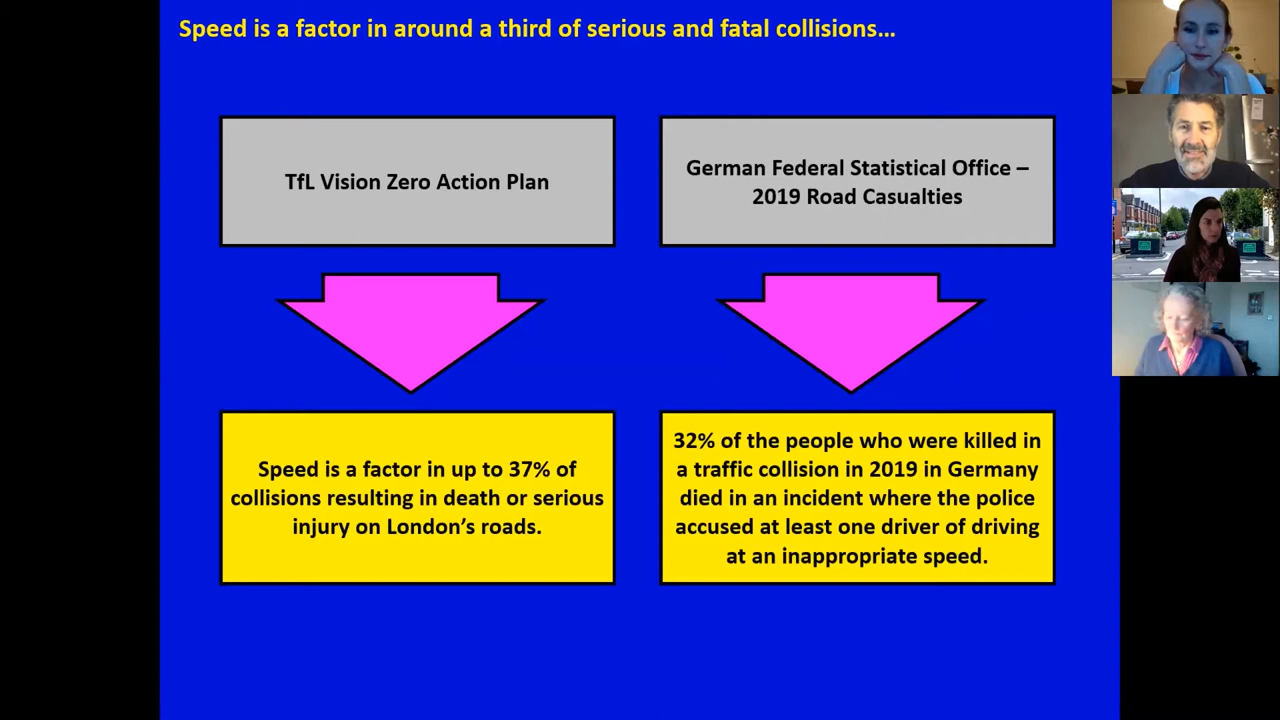 Speed is a factor in around a third of serious and fatal collisions…
TfL Vision Zero Action Plan
German Federal Statistical Office –
2019 Road Casualties
Speed is a factor in up to 37% of
collisions resulting in death or serious
injury on London’s roads.
32% of the people who were killed in
a traffic collision in 2019 in Germany
died in an incident where the police
accused at least one driver of driving
at an inappropriate speed.